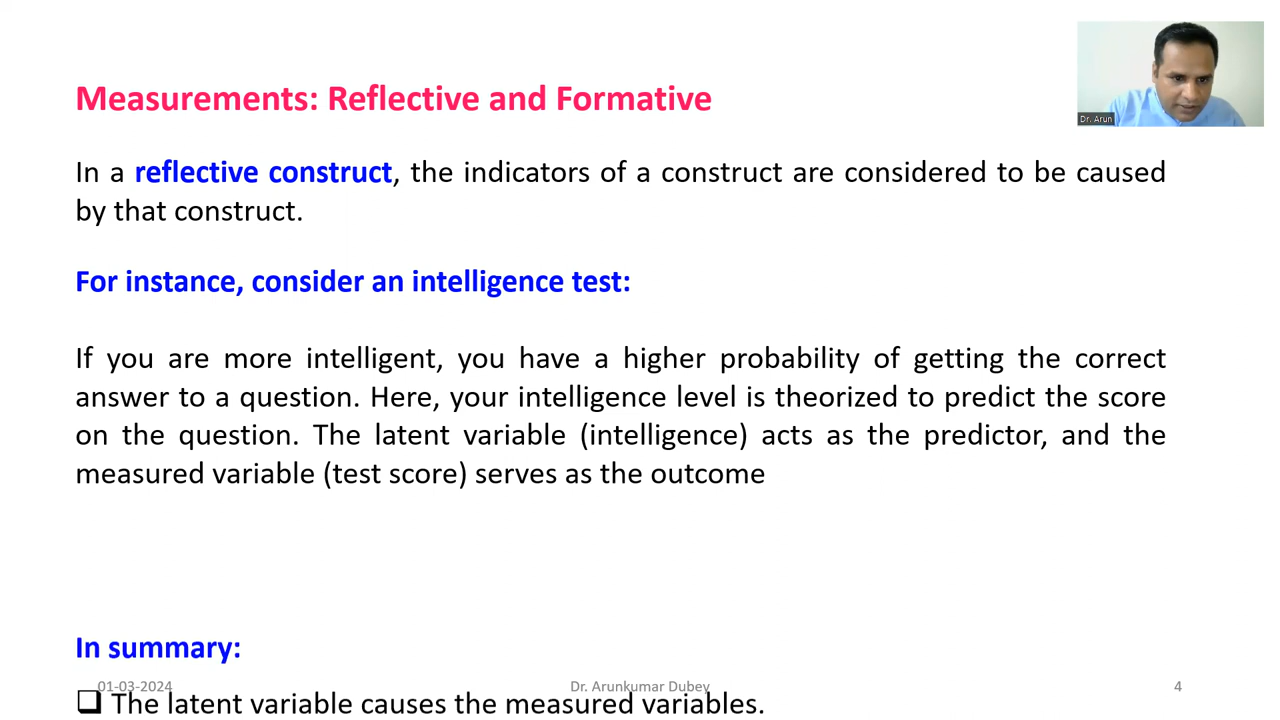 Measurements: Reflective and Formative
Dr. Arun
In a reflective construct, the indicators of a construct are considered to be caused
by that construct.
For instance, consider an intelligence test:
If you are more intelligent, you have a higher probability of getting the correct
answer to a question. Here, your intelligence level is theorized to predict the score
on the question. The latent variable (intelligence) acts as the predictor, and the
measured variable (test score) serves as the outcome
In summary:
01-03-2024
Dr. Arunkumar Dubey
4
❑ The latent variable causes the measured variables.